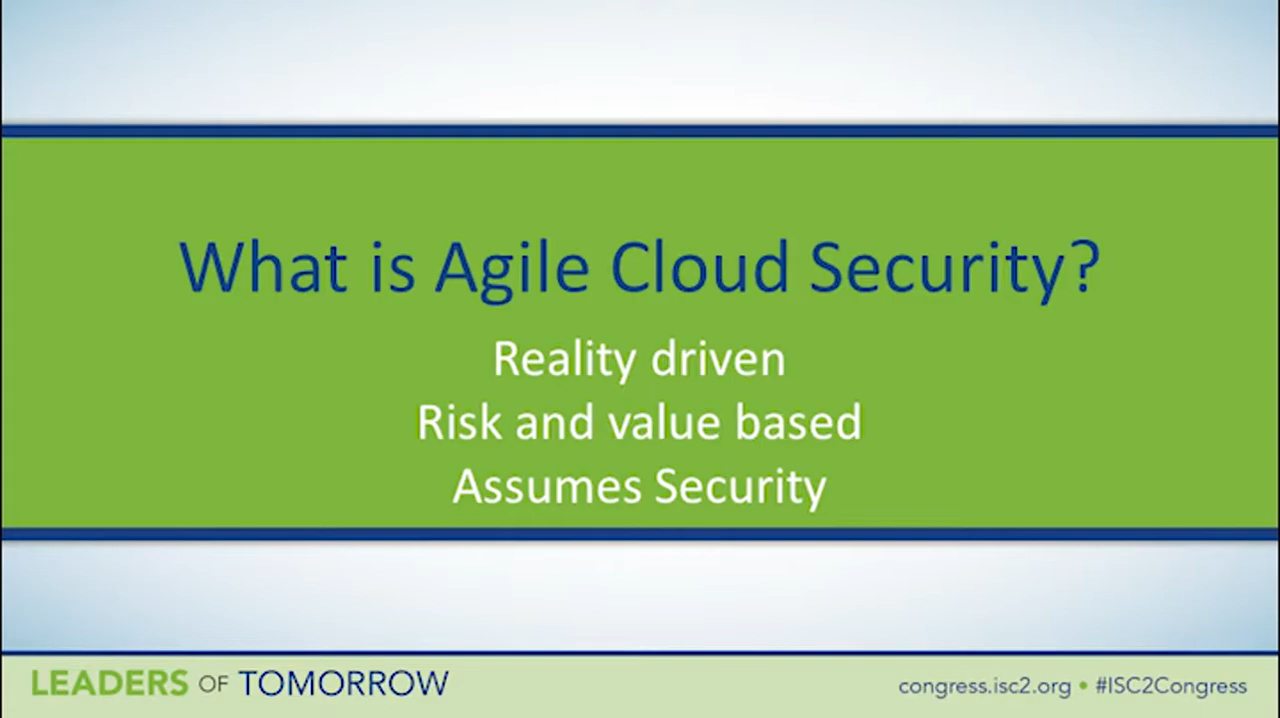 What is Agile Cloud Security?
Reality driven
Risk and value based
Assumes Security
LEADERS OF TOMORROW
congress.isc2.org • #ISC2Congress